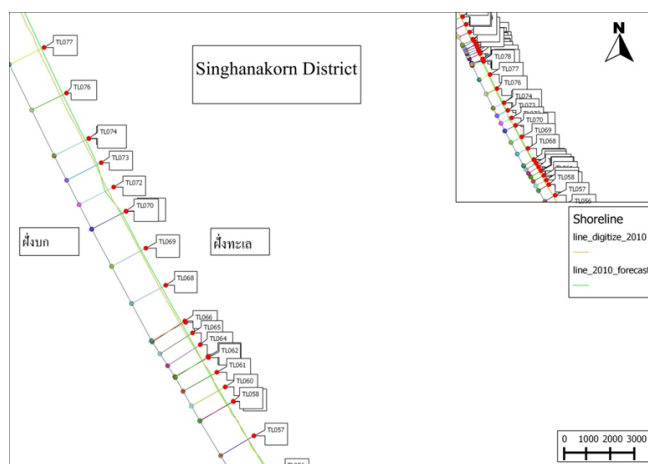 Singhanakorn District
N
TL077
TL076
TL074
TL073
TL072
TL070
TL069
TL068
TL066
TL065
TL064
TL062
TL061
TL060
TL058
TL057
ฝั่งบก
ฝั่งทะเล
TL078
TL077
TL076
TL074
TL073
TL070
TL069
TL068
TL058
TL057
TL056
Shoreline
line_digitize_2010
line_2010_forecast
0 1000 2000 3000